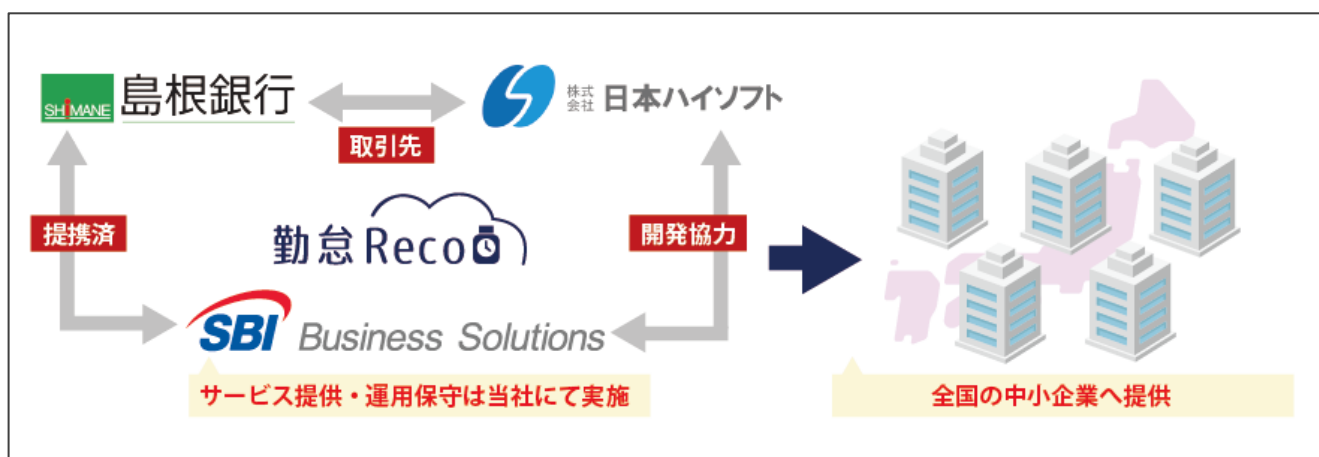 SHiMANE 島根銀行
株式会社 日本ハイソフト
取引先
提携済
勤怠Reco
開発協力
SBI Business Solutions
サービス提供・運用保守は当社にて実施
全国の中小企業へ提供